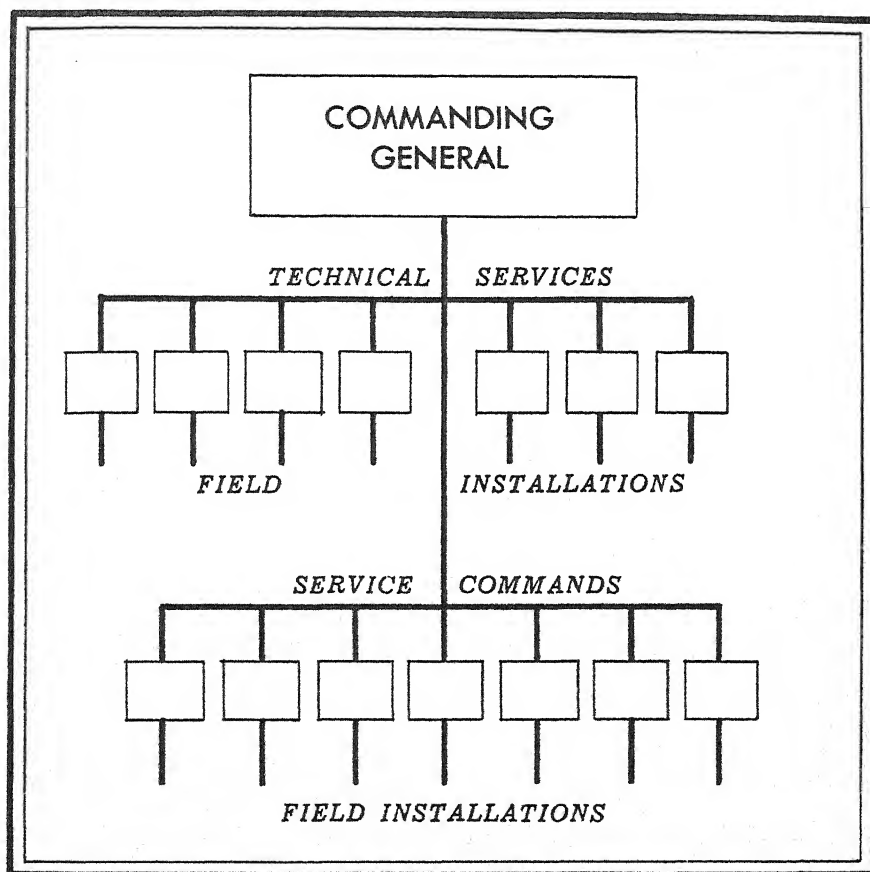 COMMANDING
GENERAL
TECHNICAL SERVICES
FIELD INSTALLATIONS
SERVICE COMMANDS
FIELD INSTALLATIONS